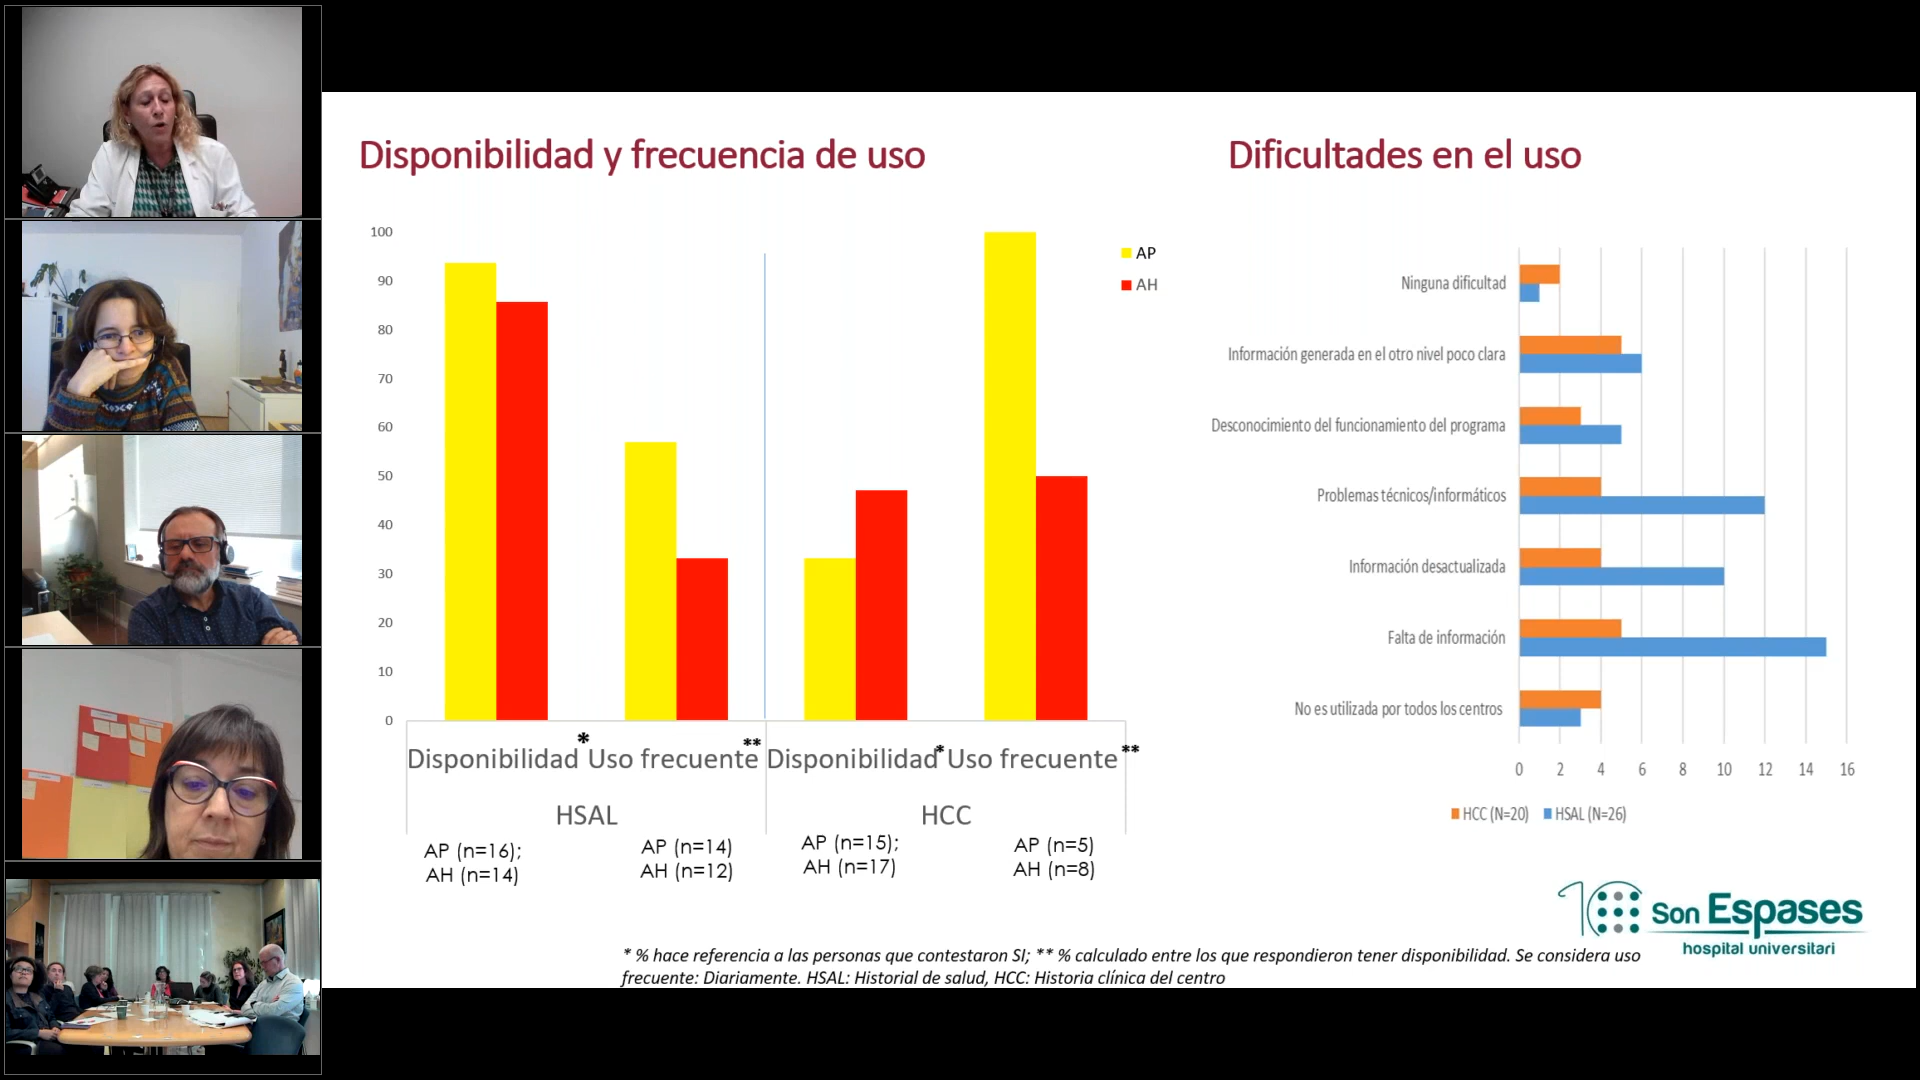 Disponibilidad y frecuencia de uso
100
90
80
70
60
50
40
30
20
10
0
AP
AH
Disponibilidad * Uso frecuente ** Disponibilidad * Uso frecuente **
HSAL HCC
AP (n=16);
AH (n=14)
AP (n=14)
AH (n=12)
AP (n=15);
AH (n=17)
AP (n=5)
AH (n=8)
Dificultades en el uso
Ninguna dificultad
Información generada en el otro nivel poco clara
Desconocimiento del funcionamiento del programa
Problemas técnicos/informáticos
Información desactualizada
Falta de información
No es utilizada por todos los centros
0 2 4 6 8 10 12 14 16
HCC (N=20) HSAL (N=26)
10 Son Espases
hospital universitari
* % hace referencia a las personas que contestaron SI; ** % calculado entre los que respondieron tener disponibilidad. Se considera uso
frecuente: Diariamente. HSAL: Historial de salud, HCC: Historia clínica del centro